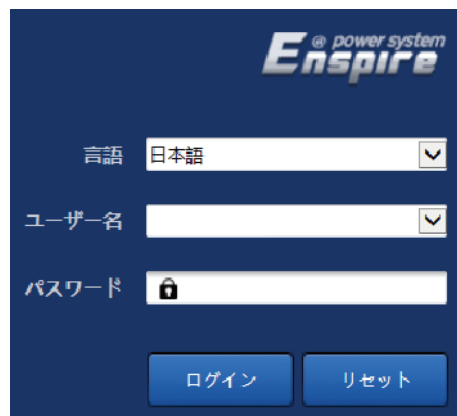 @ power system
Enspire
言語 日本語
ユーザー名
パスワード
ログイン リセット